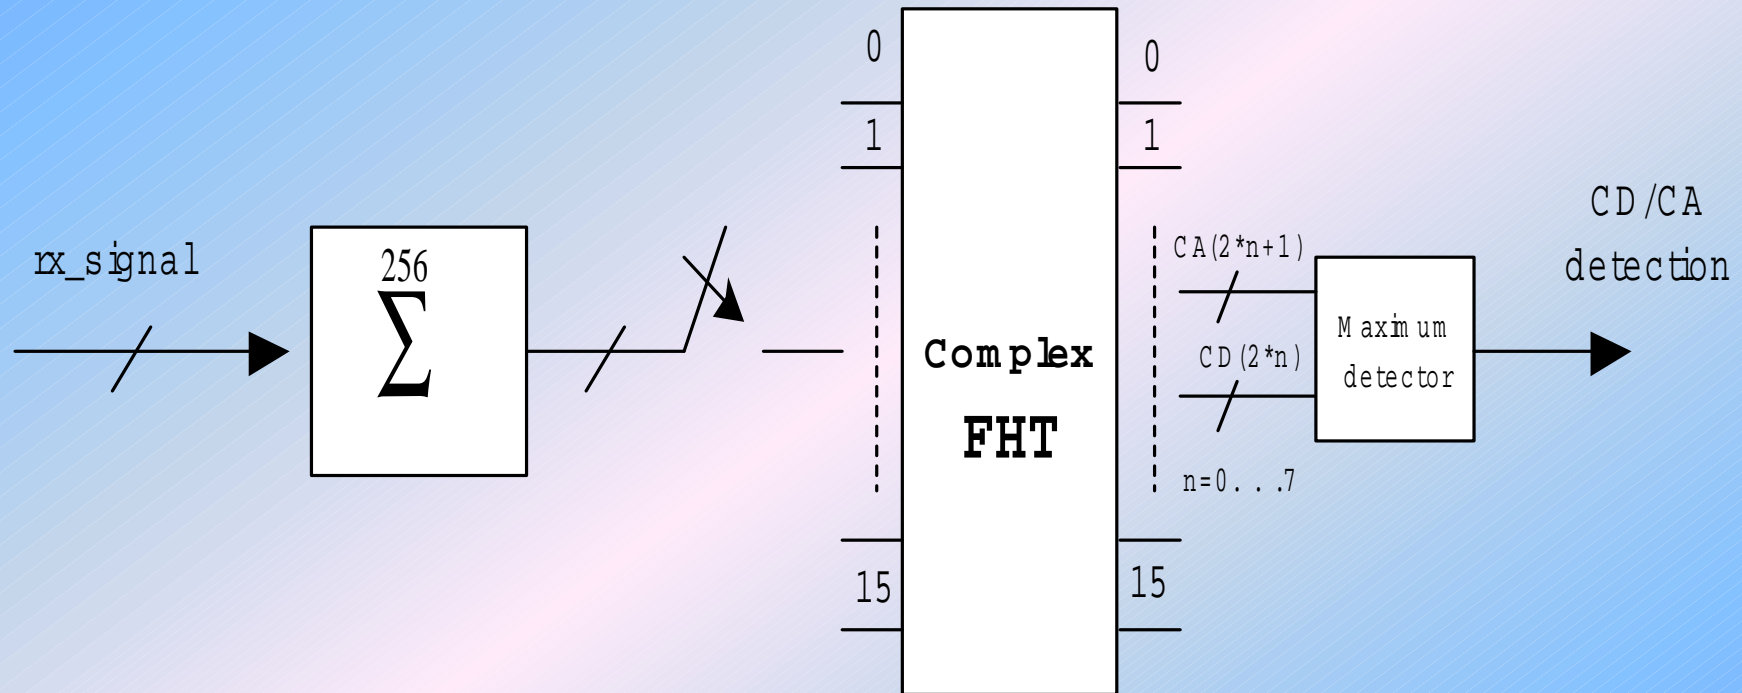 rx_signal
256
∑
0
1
15
Complex
FHT
0
1
15
CA(2*n+1)
CD(2*n)
n=0...7
Maximum
detector
CD/CA
detection